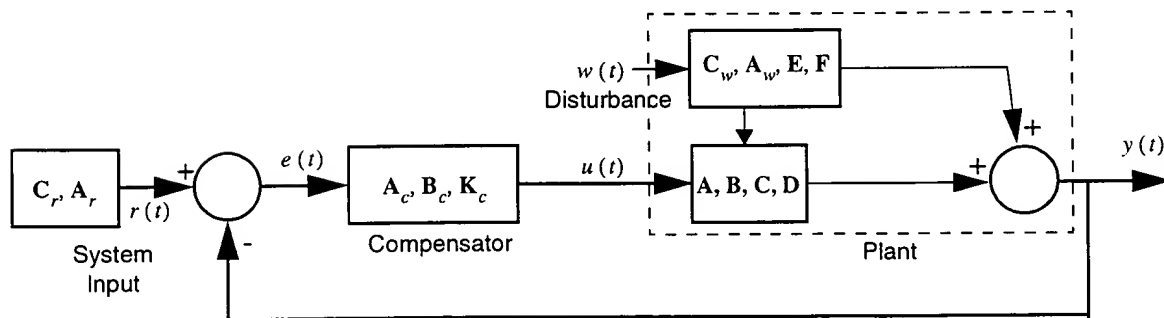 w(t)
Disturbance
C_w, A_w, E, F
+
y(t)
C_r, A_r
r(t)
+
-
e(t)
A_c, B_c, K_c
u(t)
A, B, C, D
+
System
Input
Compensator
Plant